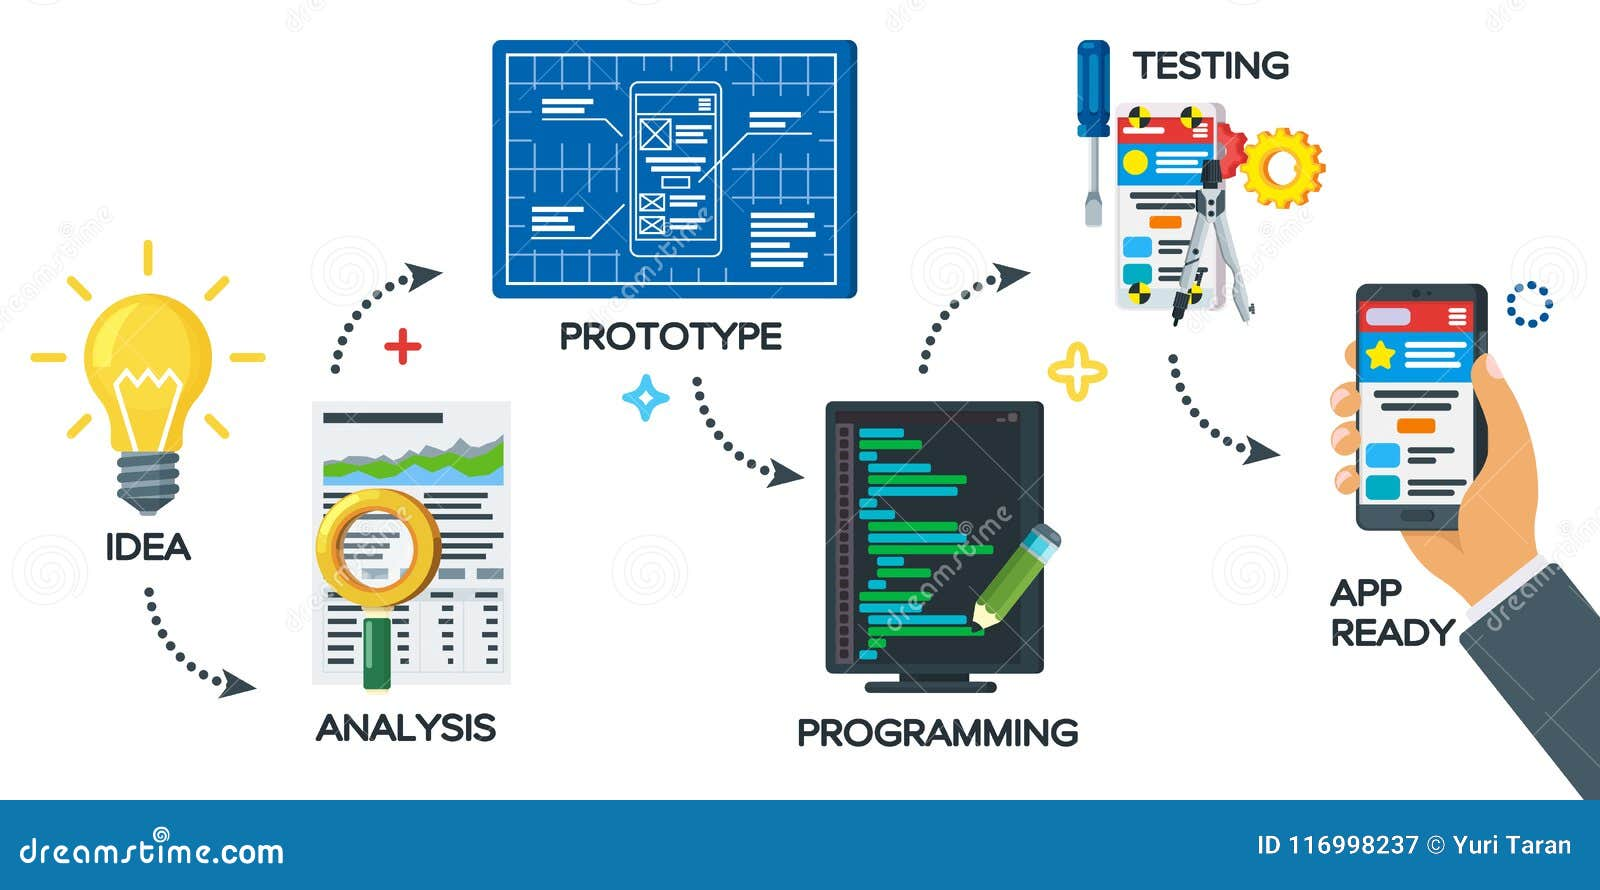 IDEA
ANALYSIS
PROTOTYPE
PROGRAMMING
TESTING
APP
READY
dreamstime.com
ID 116998237 © Yuri Taran